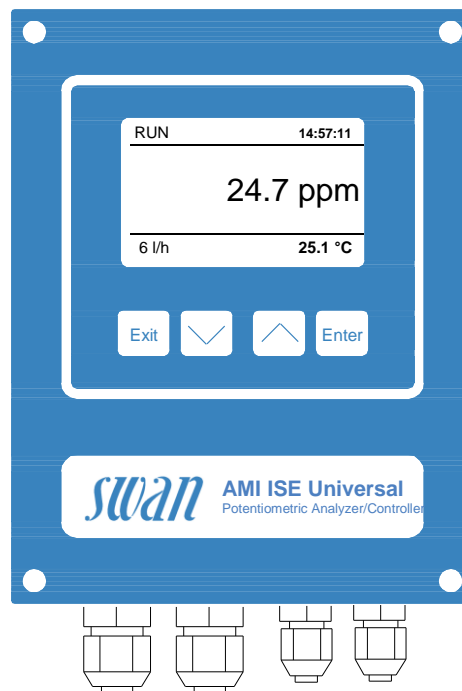 RUN 14:57:11
24.7 ppm
6 l/h 25.1 °C
Exit Enter
swan
AMI ISE Universal
Potentiometric Analyzer/Controller